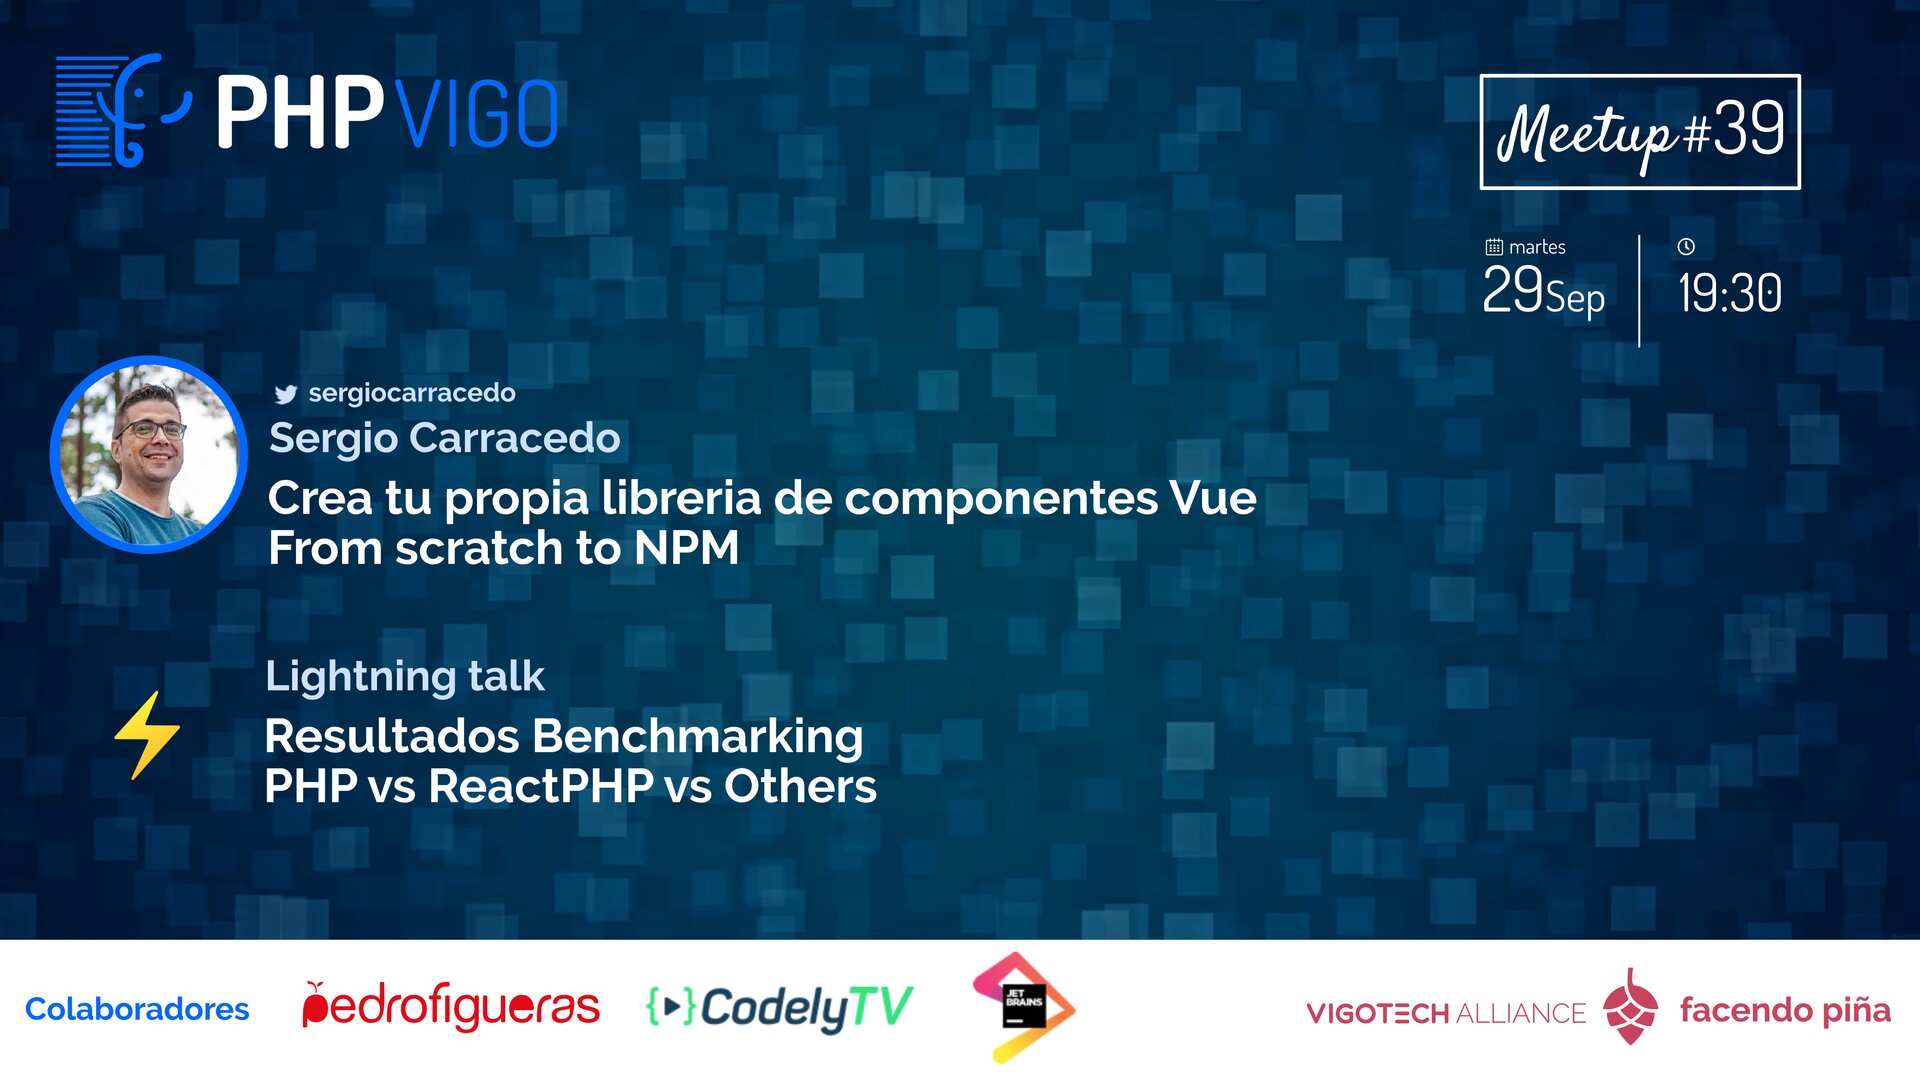 PHP VIGO
Meetup #39
martes
29Sep
19:30
sergiocarracedo
Sergio Carracedo
Crea tu propia libreria de componentes Vue
From scratch to NPM
Lightning talk
Resultados Benchmarking
PHP vs ReactPHP vs Others
Colaboradores
pedrofigueras
CodelyTV
JET
BRAINS
VIGOTECH ALLIANCE
facendo piña